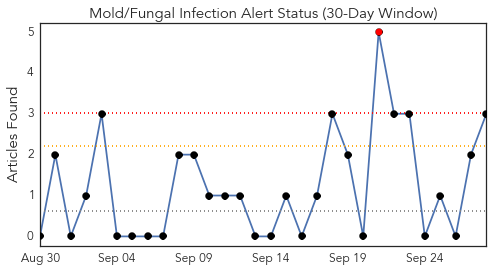 Mold/Fungal Infection Alert Status (30-Day Window)
Articles Found
5
4
3
2
1
0
Aug 30 Sep 04 Sep 09 Sep 14 Sep 19 Sep 24